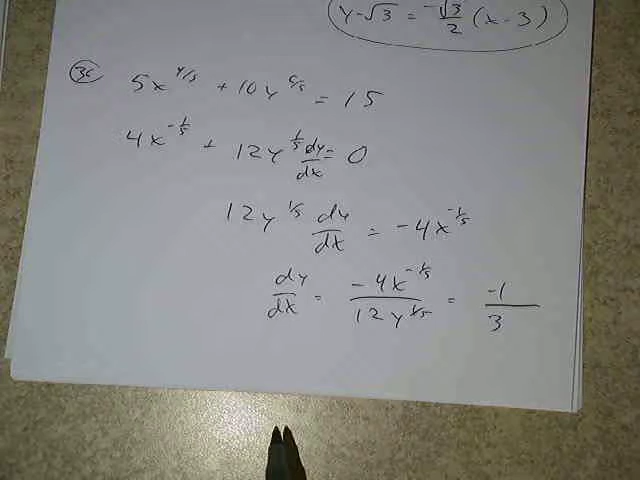 y-√3 = -√3/2 (x-3)
36 5x^4/5 + 10y^6/5 = 15
4x^-1/5 + 12y^1/5 dy/dx = 0
12y^1/5 dy/dx = -4x^-1/5
dy/dx = -4x^-1/5 / 12y^1/5 = -1/3